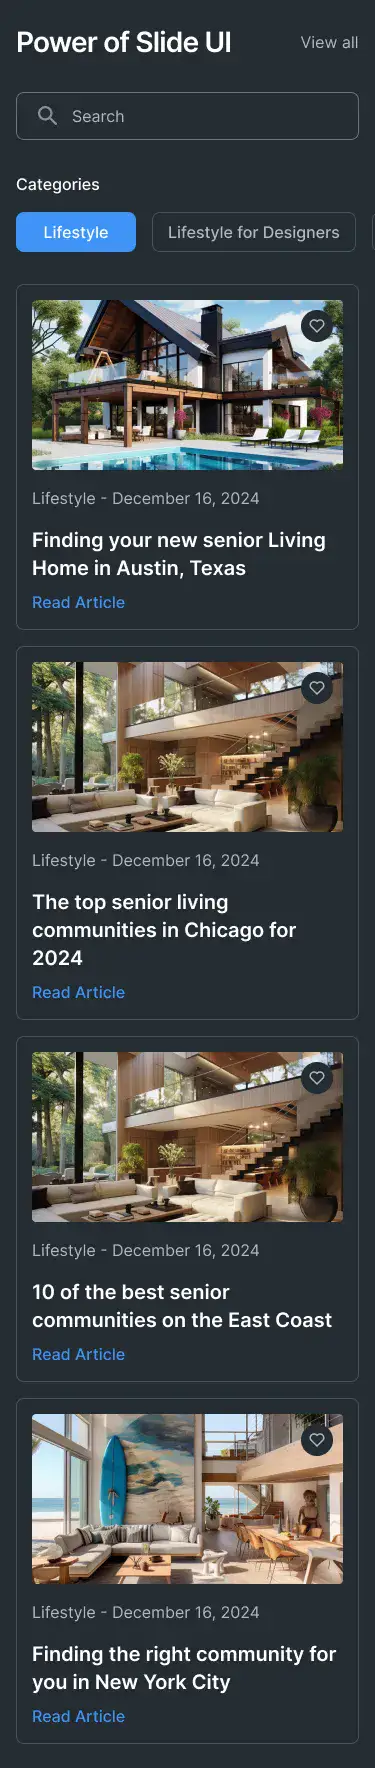 Power of Slide UI
View all
Search
Categories
Lifestyle
Lifestyle for Designers
Lifestyle - December 16, 2024
Finding your new senior Living
Home in Austin, Texas
Read Article
Lifestyle - December 16, 2024
The top senior living
communities in Chicago for
2024
Read Article
Lifestyle - December 16, 2024
10 of the best senior
communities on the East Coast
Read Article
Lifestyle - December 16, 2024
Finding the right community for
you in New York City
Read Article